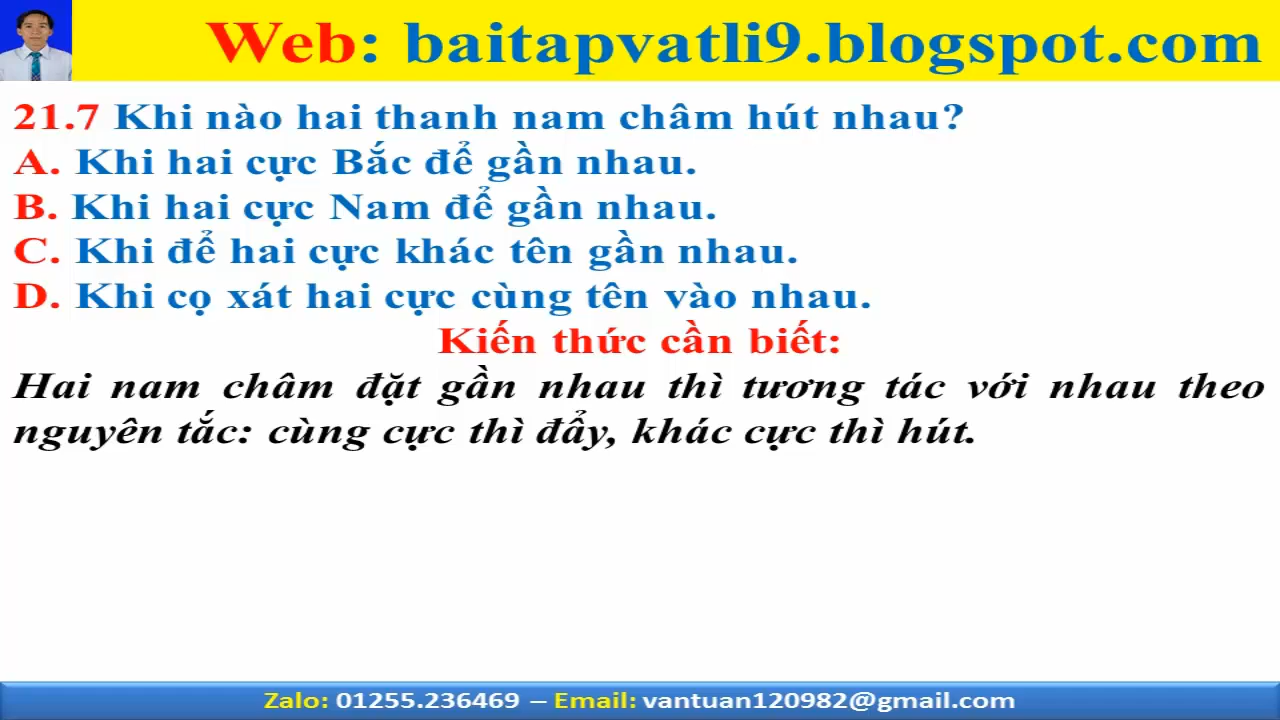 Web: baitapvatli9.blogspot.com
21.7 Khi nào hai thanh nam châm hút nhau?
A. Khi hai cực Bắc để gần nhau.
B. Khi hai cực Nam để gần nhau.
C. Khi để hai cực khác tên gần nhau.
D. Khi cọ xát hai cực cùng tên vào nhau.
Kiến thức cần biết:
Hai nam châm đặt gần nhau thì tương tác với nhau theo
nguyên tắc: cùng cực thì đẩy, khác cực thì hút.
Zalo: 01255.236469 – Email: vantuan120982@gmail.com